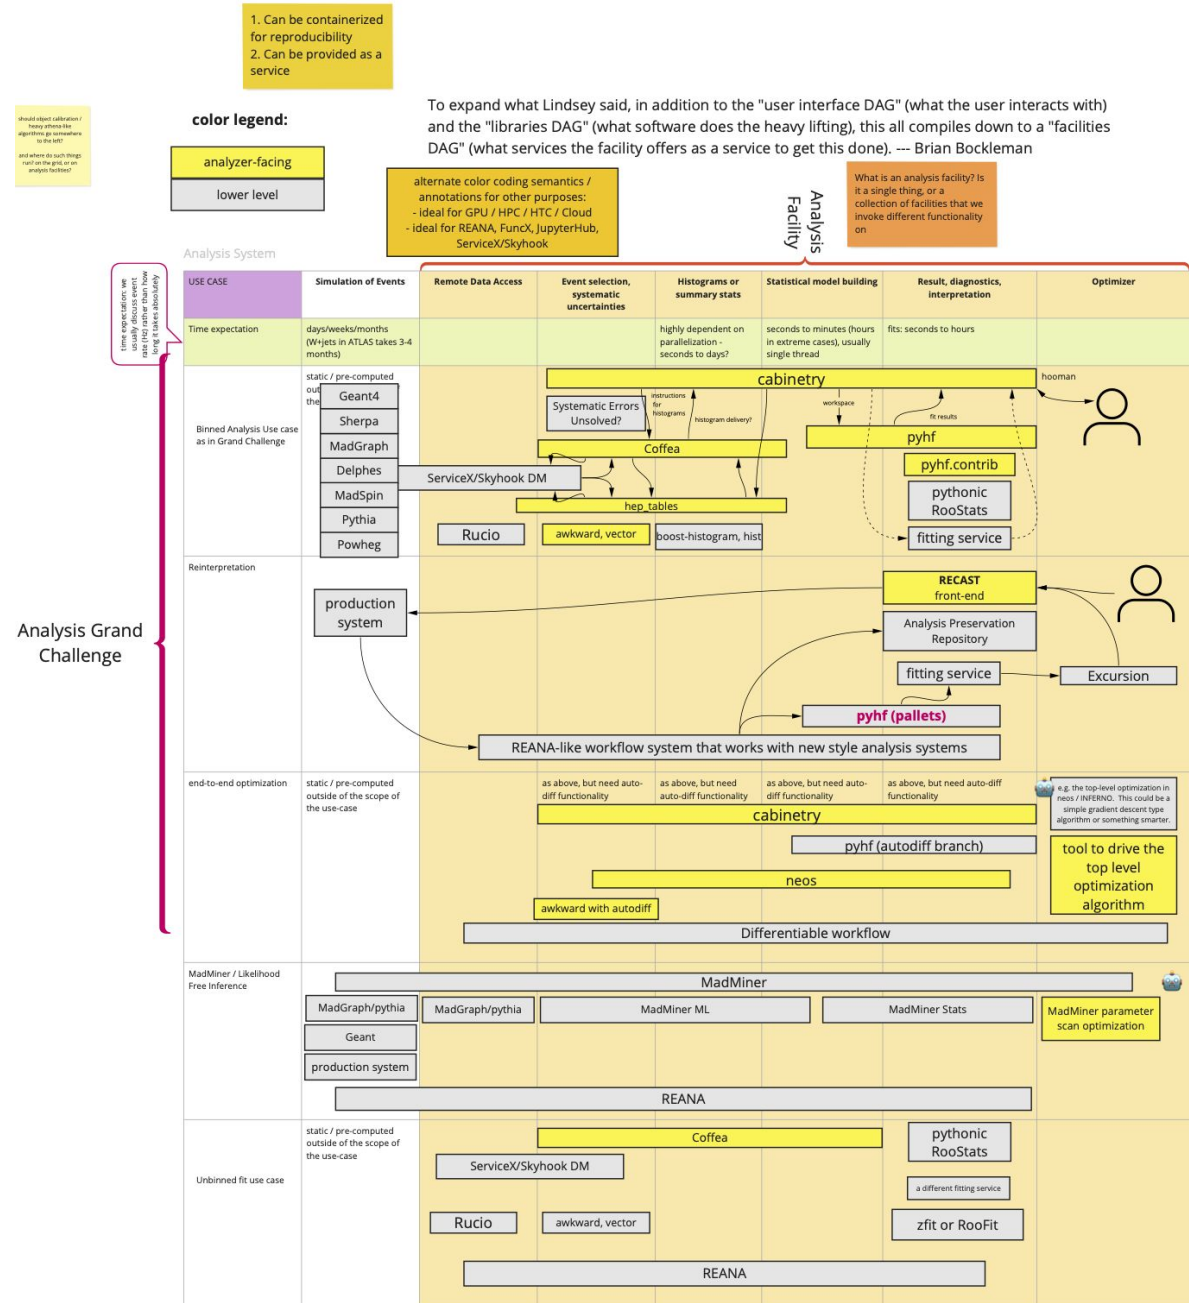 1. Can be containerized
for reproducibility
2. Can be provided as a
service
should object calibration /
heavy athena-like
algorithms go somewhere
to the left?
and where do such things
run? on the grid, or on
analysis facilities?
color legend:
analyzer-facing
lower level
To expand what Lindsey said, in addition to the "user interface DAG" (what the user interacts with)
and the "libraries DAG" (what software does the heavy lifting), this all compiles down to a "facilities
DAG" (what services the facility offers as a service to get this done). --- Brian Bockleman
alternate color coding semantics /
annotations for other purposes:
- ideal for GPU / HPC / HTC / Cloud
- ideal for REANA, FuncX, JupyterHub,
ServiceX/Skyhook
Analysis
Facility
What is an analysis facility? Is
it a single thing, or a
collection of facilities that we
invoke different functionality
on
Analysis System
time expectation: we
usually discuss event
rate (Hz) rather than how
long it takes absolutely
USE CASE
Simulation of Events
Remote Data Access
Event selection,
systematic
uncertainties
Histograms or
summary stats
Statistical model building
Result, diagnostics,
interpretation
Optimizer
Time expectation
days/weeks/months
(W+jets in ATLAS takes 3-4
months)
highly dependent on
parallelization -
seconds to days?
seconds to minutes (hours
in extreme cases), usually
single thread
fits: seconds to hours
Analysis Grand
Challenge
Binned Analysis Use case
as in Grand Challenge
static / pre-computed
Geant4
Sherpa
MadGraph
Delphes
MadSpin
Pythia
Powheg
cabinetry
hooman
Systematic Errors
Unsolved?
instructions
for
histograms
histogram delivery?
workspace
fit results
Coffea
pyhf
pyhf.contrib
ServiceX/Skyhook DM
hep_tables
pythonic
RooStats
Rucio
awkward, vector
boost-histogram, hist
fitting service
Reinterpretation
production
system
RECAST
front-end
Analysis Preservation
Repository
fitting service
Excursion
pyhf (pallets)
REANA-like workflow system that works with new style analysis systems
end-to-end optimization
static / pre-computed
outside of the scope of
the use-case
as above, but need auto-
diff functionality
as above, but need
auto-diff functionality
as above, but need auto-
diff functionality
as above, but need auto-diff
functionality
e.g. the top-level optimization in
neos / INFERNO. This could be a
simple gradient descent type
algorithm or something smarter.
cabinetry
pyhf (autodiff branch)
tool to drive the
top level
optimization
algorithm
neos
awkward with autodiff
Differentiable workflow
MadMiner / Likelihood
Free Inference
MadMiner
MadGraph/pythia
MadGraph/pythia
MadMiner ML
MadMiner Stats
MadMiner parameter
scan optimization
Geant
production system
REANA
Unbinned fit use case
static / pre-computed
outside of the scope of
the use-case
Coffea
pythonic
RooStats
ServiceX/Skyhook DM
a different fitting service
Rucio
awkward, vector
zfit or RooFit
REANA